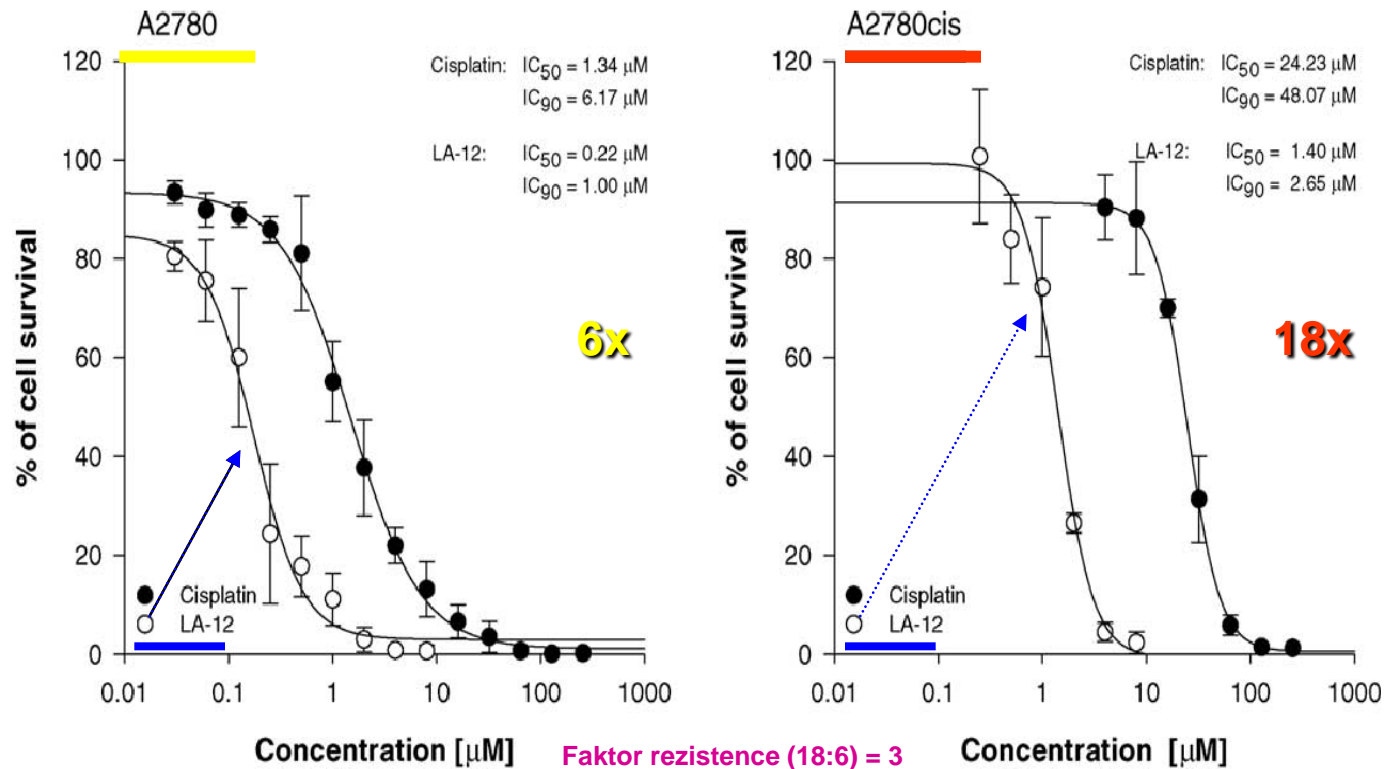 A2780
Cisplatin: IC50 = 1.34 µM
IC90 = 6.17 µM
LA-12: IC50 = 0.22 µM
IC90 = 1.00 µM
6x
% of cell survival
120
100
80
60
40
20
0
Cisplatin
LA-12
0.01 0.1 1 10 100 1000
Concentration [µM]
A2780cis
Cisplatin: IC50 = 24.23 µM
IC90 = 48.07 µM
LA-12: IC50 = 1.40 µM
IC90 = 2.65 µM
18x
% of cell survival
120
100
80
60
40
20
0
Cisplatin
LA-12
0.01 0.1 1 10 100 1000
Concentration [µM]
Faktor rezistence (18:6) = 3